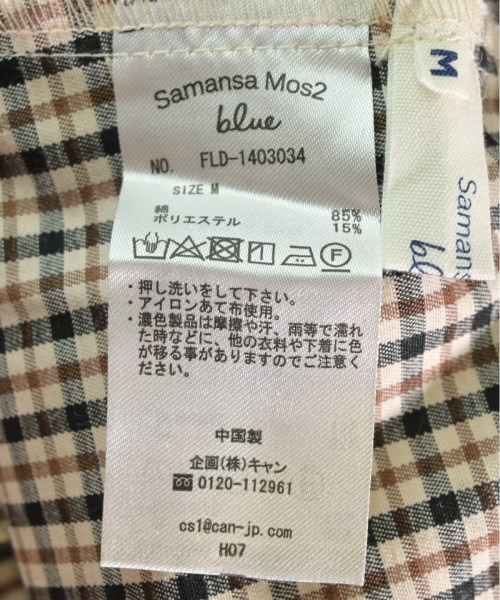 Samansa Mos2
blue
NO. FLD-1403034
SIZE M
綿 85%
ポリエステル 15%
F
・押し洗いをして下さい。
・アイロンあて布使用。
・濃色製品は摩擦や汗、雨等で濡れ
た時などに、他の衣料や下着に色
が移る事がありますのでご注意く
ださい。
中国製
企画(株)キャン
0120-112961
cs1@can-jp.com
H07
M
Samans
bl